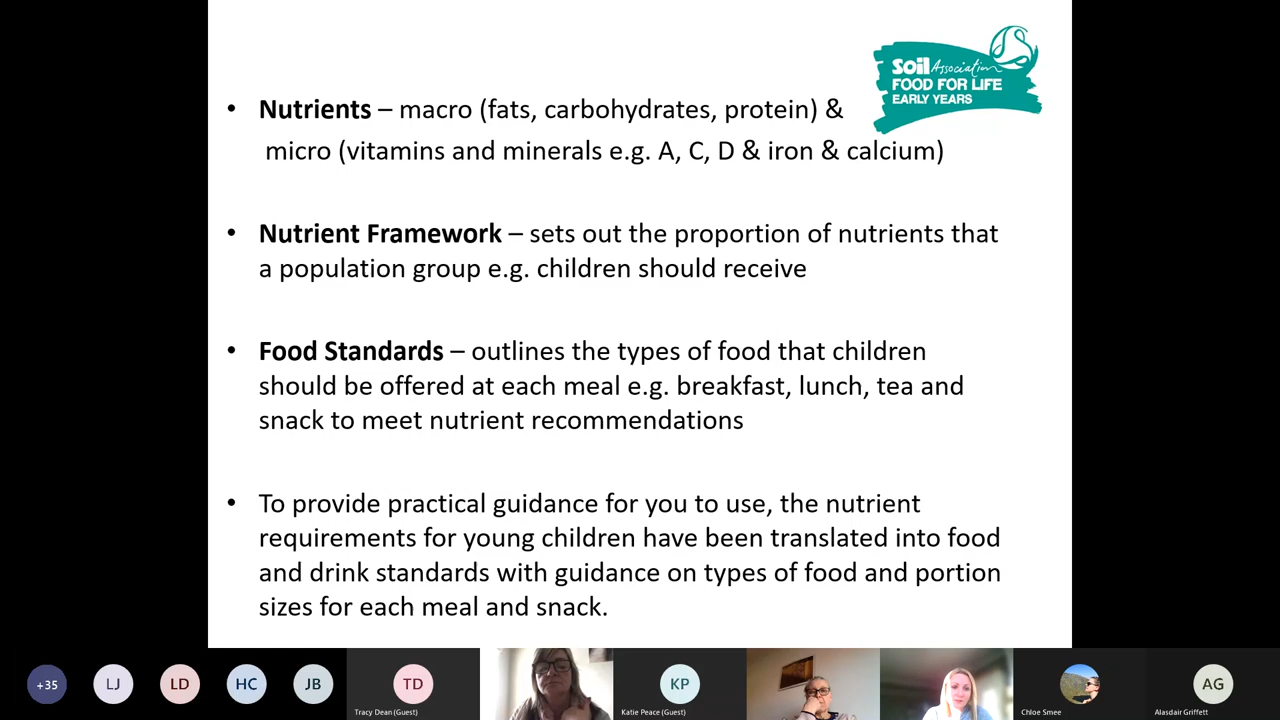 Soil Association
FOOD FOR LIFE
EARLY YEARS
• Nutrients – macro (fats, carbohydrates, protein) &
micro (vitamins and minerals e.g. A, C, D & iron & calcium)
• Nutrient Framework – sets out the proportion of nutrients that
a population group e.g. children should receive
• Food Standards – outlines the types of food that children
should be offered at each meal e.g. breakfast, lunch, tea and
snack to meet nutrient recommendations
• To provide practical guidance for you to use, the nutrient
requirements for young children have been translated into food
and drink standards with guidance on types of food and portion
sizes for each meal and snack.
+35
LJ
LD
HC
JB
TD
KP
AG
Tracy Dean (Guest)
Katie Peace (Guest)
Chloe Smee
Alasdair Griffett